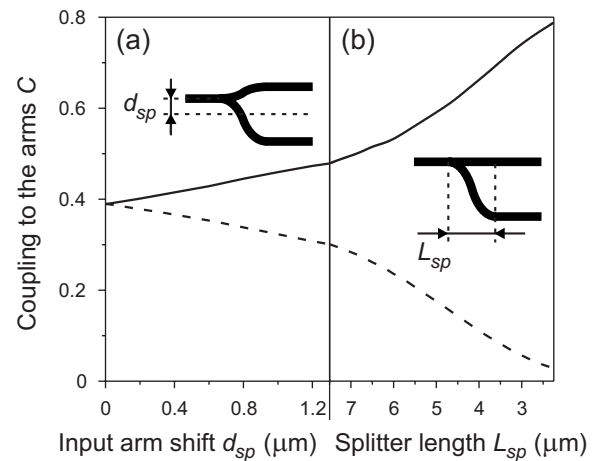 (a) (b)
0.8
0.6
0.4
0.2
0
Coupling to the arms C
d_sp
L_sp
0 0.4 0.8 1.2 7 6 5 4 3
Input arm shift d_sp (μm) Splitter length L_sp (μm)